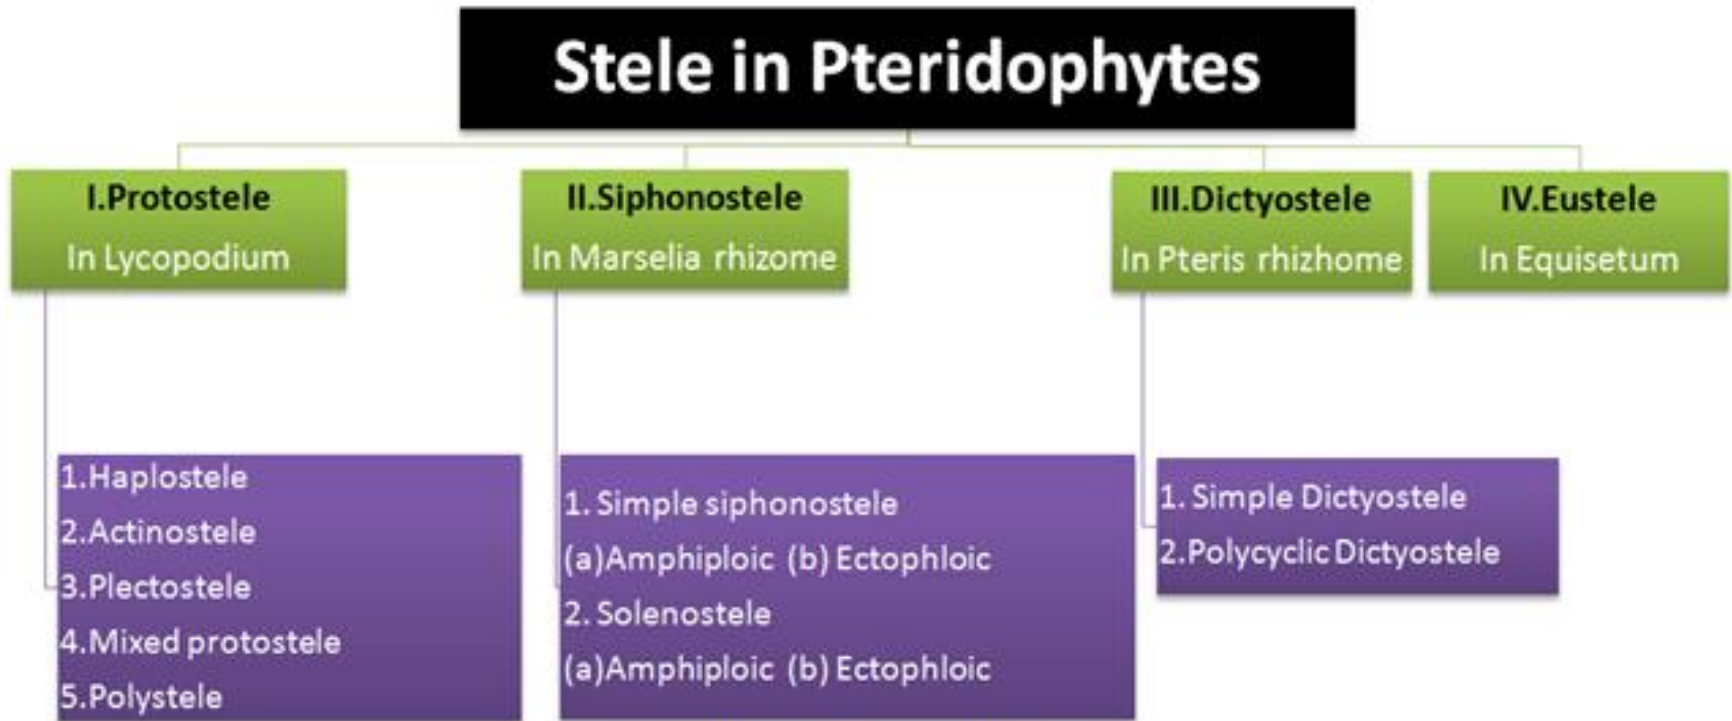 Stele in Pteridophytes
I.Protostele
In Lycopodium
II.Siphonostele
In Marselia rhizome
III.Dictyostele
In Pteris rhizhome
IV.Eustele
In Equisetum
1.Haplostele
2.Actinostele
3.Plectostele
4.Mixed protostele
5.Polystele
1. Simple siphonostele
(a)Amphiploic (b) Ectophloic
2. Solenostele
(a)Amphiploic (b) Ectophloic
1. Simple Dictyostele
2.Polycyclic Dictyostele